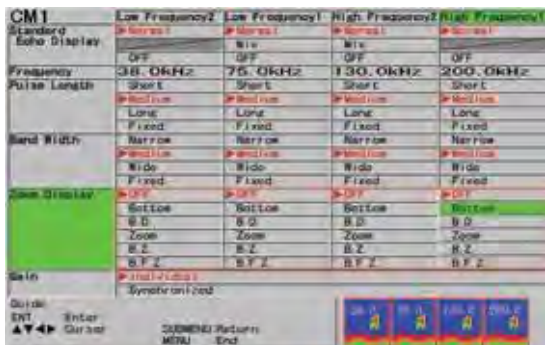 CM1 Low Frequency2 Low Frequency1 High Frequency2 High Frequency1
Standard Echo Display ▶Normal ▶Normal ▶Normal ▶Normal
Mix Mix
OFF OFF OFF OFF
Frequency 38.0kHz 75.0kHz 130.0kHz 200.0kHz
Pulse Length Short Short Short Short
▶Medium ▶Medium ▶Medium ▶Medium
Long Long Long Long
Fixed Fixed Fixed Fixed
Band Width Narrow Narrow Narrow Narrow
▶Medium ▶Medium ▶Medium ▶Medium
Wide Wide Wide Wide
Fixed Fixed Fixed Fixed
Zoom Display ▶OFF ▶OFF ▶OFF ▶OFF
Bottom Bottom Bottom Bottom
B.D B.D B.D B.D
Zoom Zoom Zoom Zoom
B.Z B.Z B.Z B.Z
B.F.Z B.F.Z B.F.Z B.F.Z
Gain ▶Individual
Synchronized
Guide
ENT Enter
▲▼◀▶ Cursor SUBMENU Return
MENU End